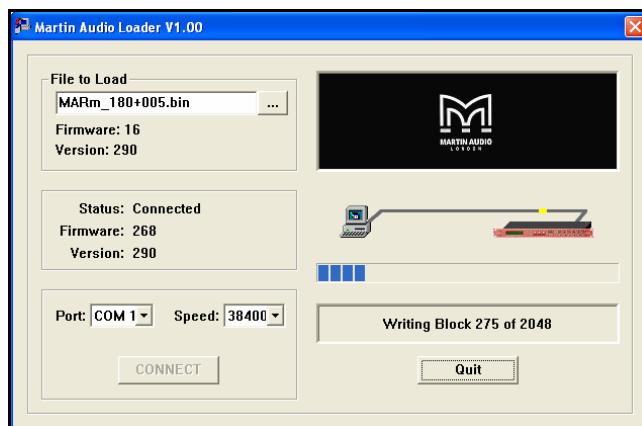 Martin Audio Loader V1.00
File to Load
MARm_180+005.bin ...
Firmware: 16
Version: 290
MARTIN AUDIO
LONDON
Status: Connected
Firmware: 268
Version: 290
Port: COM 1 Speed: 38400
Writing Block 275 of 2048
CONNECT
Quit